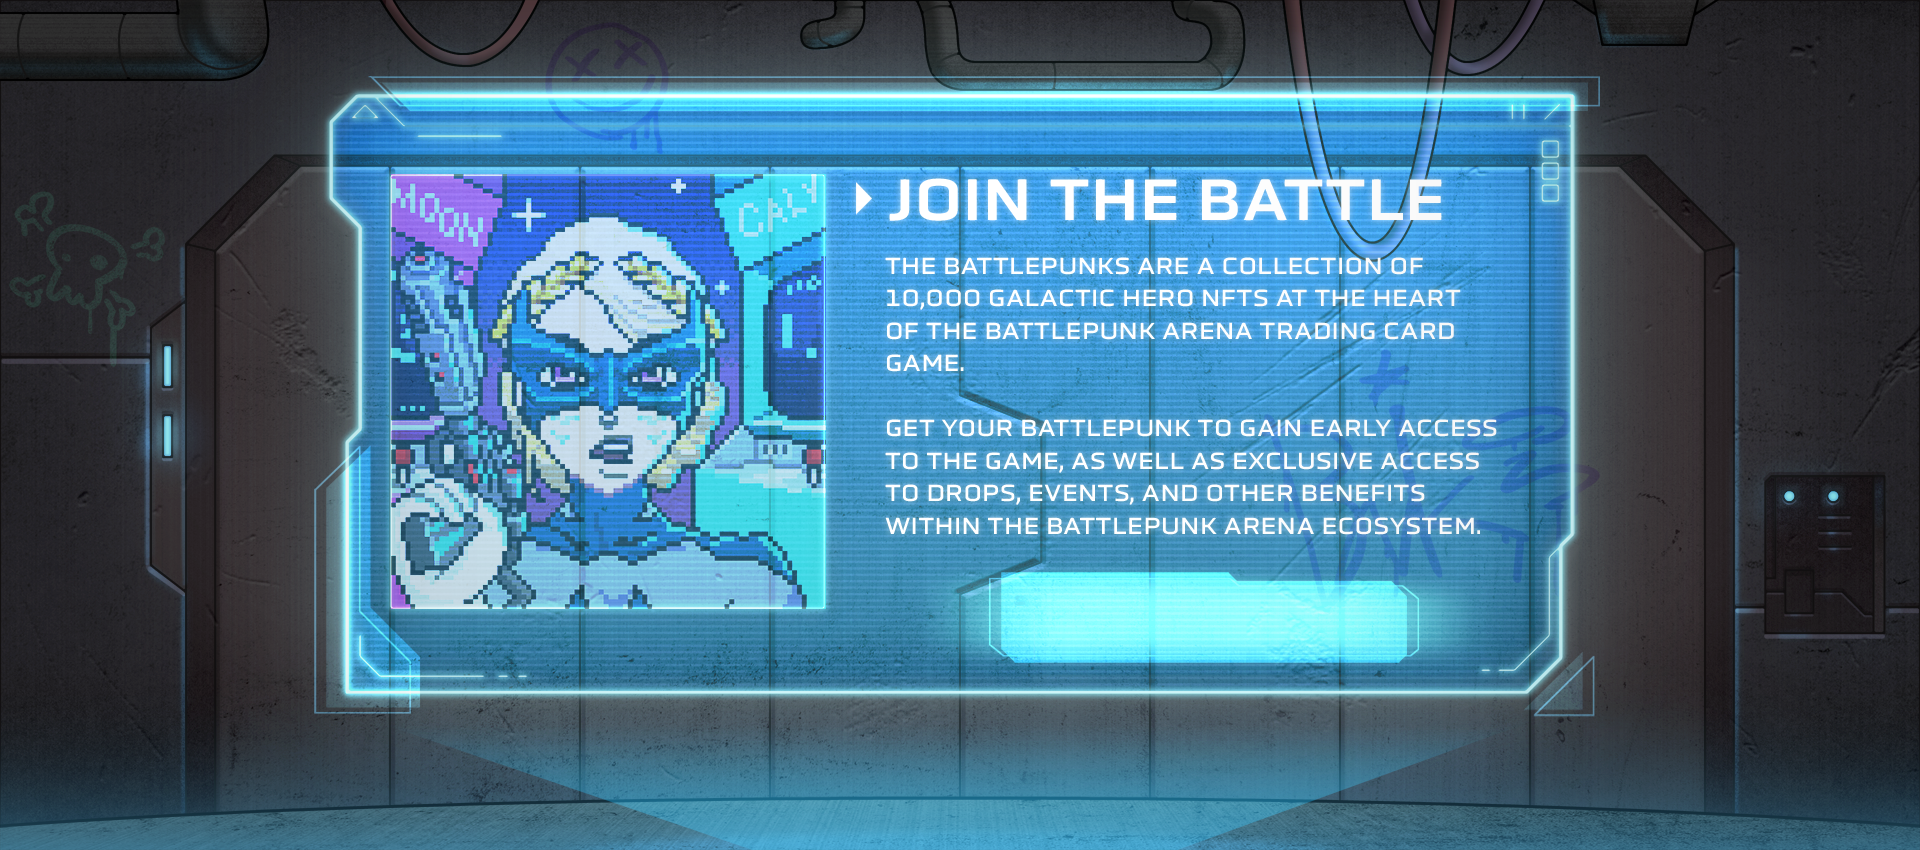 MOON
JOIN THE BATTLE
THE BATTLEPUNKS ARE A COLLECTION OF
10,000 GALACTIC HERO NFTS AT THE HEART
OF THE BATTLEPUNK ARENA TRADING CARD
GAME.
GET YOUR BATTLEPUNK TO GAIN EARLY ACCESS
TO THE GAME, AS WELL AS EXCLUSIVE ACCESS
TO DROPS, EVENTS, AND OTHER BENEFITS
WITHIN THE BATTLEPUNK ARENA ECOSYSTEM.